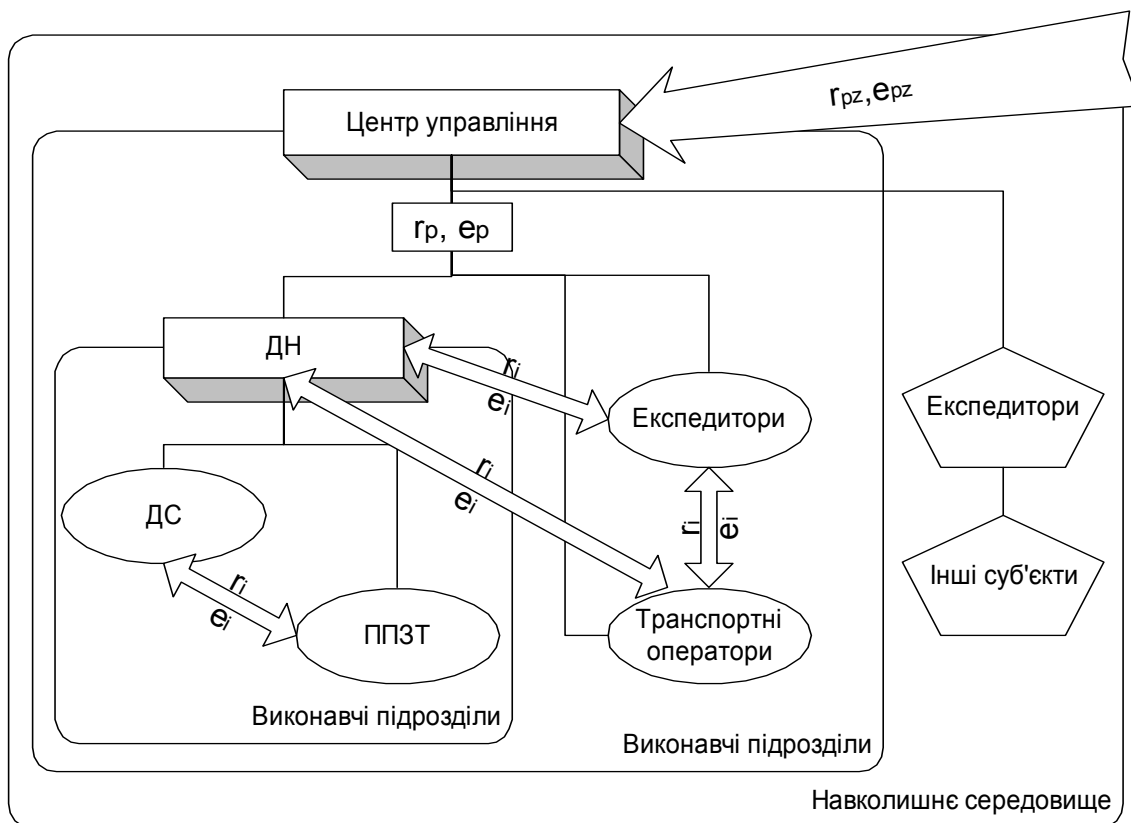 rpz,epz
Центр управління
rp, ep
ДН
ri
ei
Експедитори
Експедитори
ri
ei
ДС
ri
ei
Інші суб'єкти
ri
ei
ППЗТ
Транспортні
оператори
Виконавчі підрозділи
Виконавчі підрозділи
Навколишнє середовище